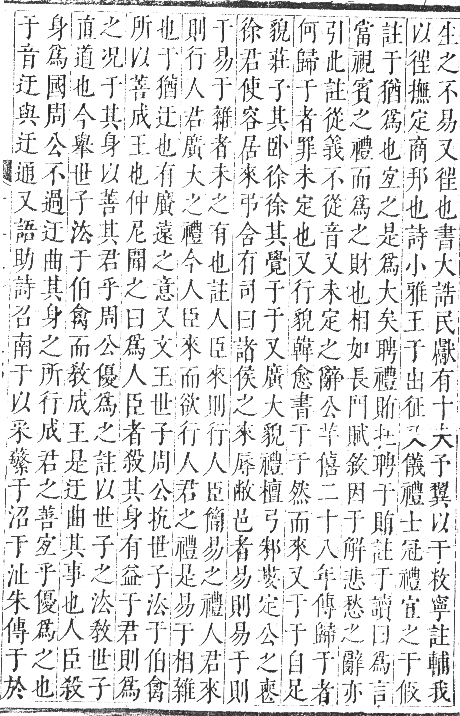 生之不易又徃也書大誥民獻有十夫予翼以于敉寧註輔我
以徃撫定商邦也詩小雅王于出征又儀禮士冠禮宜之于假
註于猶爲也宐之是爲大矣聘禮賄在聘于賄註于讀曰爲言
當視賓之禮而爲之財也相如長門賦敘因于解悲愁之辭亦
引此註從義不從音又未定之辭公羊僖二十八年傳歸于者
何歸于者罪未定也又行貌韓愈書于于然而來又于于自足
貌莊子其卧徐徐其覺于于又廣大貌禮檀弓邾婁定公之喪
徐君使容居來弔含有司曰諸侯之來辱敝邑者易則易于則
于易于雜者未之有也註人臣來則行人臣簡易之禮人君來
則行人君廣大之禮今人臣來而欲行人君之禮是易于相雜
也于猶迂也有廣遠之意又文王世子周公抗世子法于伯禽
所以善成王也仲尼聞之曰爲人臣者殺其身有益于君則爲
之况于其身以善其君乎周公優爲之註以世子之法教世子
直道也今舉世子法于伯禽而教成王是迂曲其事也人臣殺
身爲國周公不過迂曲其身之所行成君之善宐乎優爲之也
于音迂與迂通又語助詩召南于以采蘩于沼于沚朱傳于於